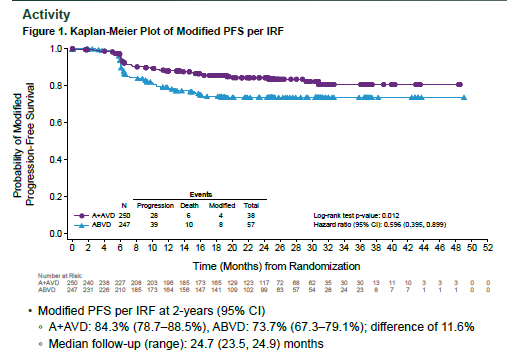 Activity
Figure 1. Kaplan-Meier Plot of Modified PFS per IRF
1.0
0.8
0.6
0.4
0.2
0.0
Probability of Modified
Progression-Free Survival
Events
N Progression Death Modified Total
A+AVD 250 28 6 4 38
ABVD 247 39 10 8 57
Log-rank test p-value: 0.012
Hazard ratio (95% CI): 0.596 (0.395, 0.899)
0 2 4 6 8 10 12 14 16 18 20 22 24 26 28 30 32 34 36 38 40 42 44 46 48 50 52
Time (Months) from Randomization
Number at Risk
A+AVD 250 240 238 227 208 203 198 185 173 165 129 123 117 72 68 62 35 30 30 13 11 10 3 3 3 0 0
ABVD 247 231 228 210 185 173 164 156 147 141 109 102 99 63 57 54 28 24 23 8 7 7 1 1 1 0 0
• Modified PFS per IRF at 2-years (95% CI)
◦ A+AVD: 84.3% (78.7–88.5%), ABVD: 73.7% (67.3–79.1%); difference of 11.6%
◦ Median follow-up (range): 24.7 (23.5, 24.9) months